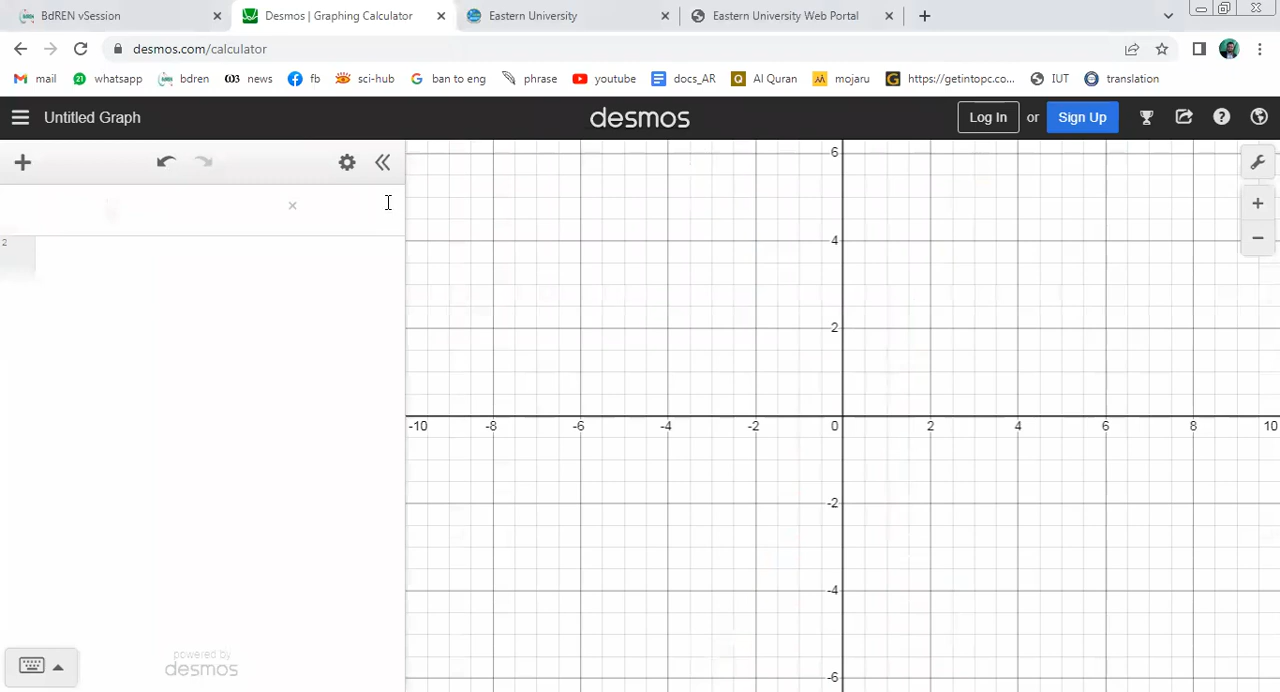 BdREN vSession
Desmos | Graphing Calculator
Eastern University
Eastern University Web Portal
desmos.com/calculator
mail
21
whatsapp
bdren
news
fb
sci-hub
ban to eng
phrase
youtube
docs_AR
Al Quran
mojaru
https://getintopc.co...
IUT
translation
Untitled Graph
desmos
Log In
or
Sign Up
2
powered by
desmos
6
4
2
-10 -8 -6 -4 -2 0 2 4 6 8 10
-2
-4
-6